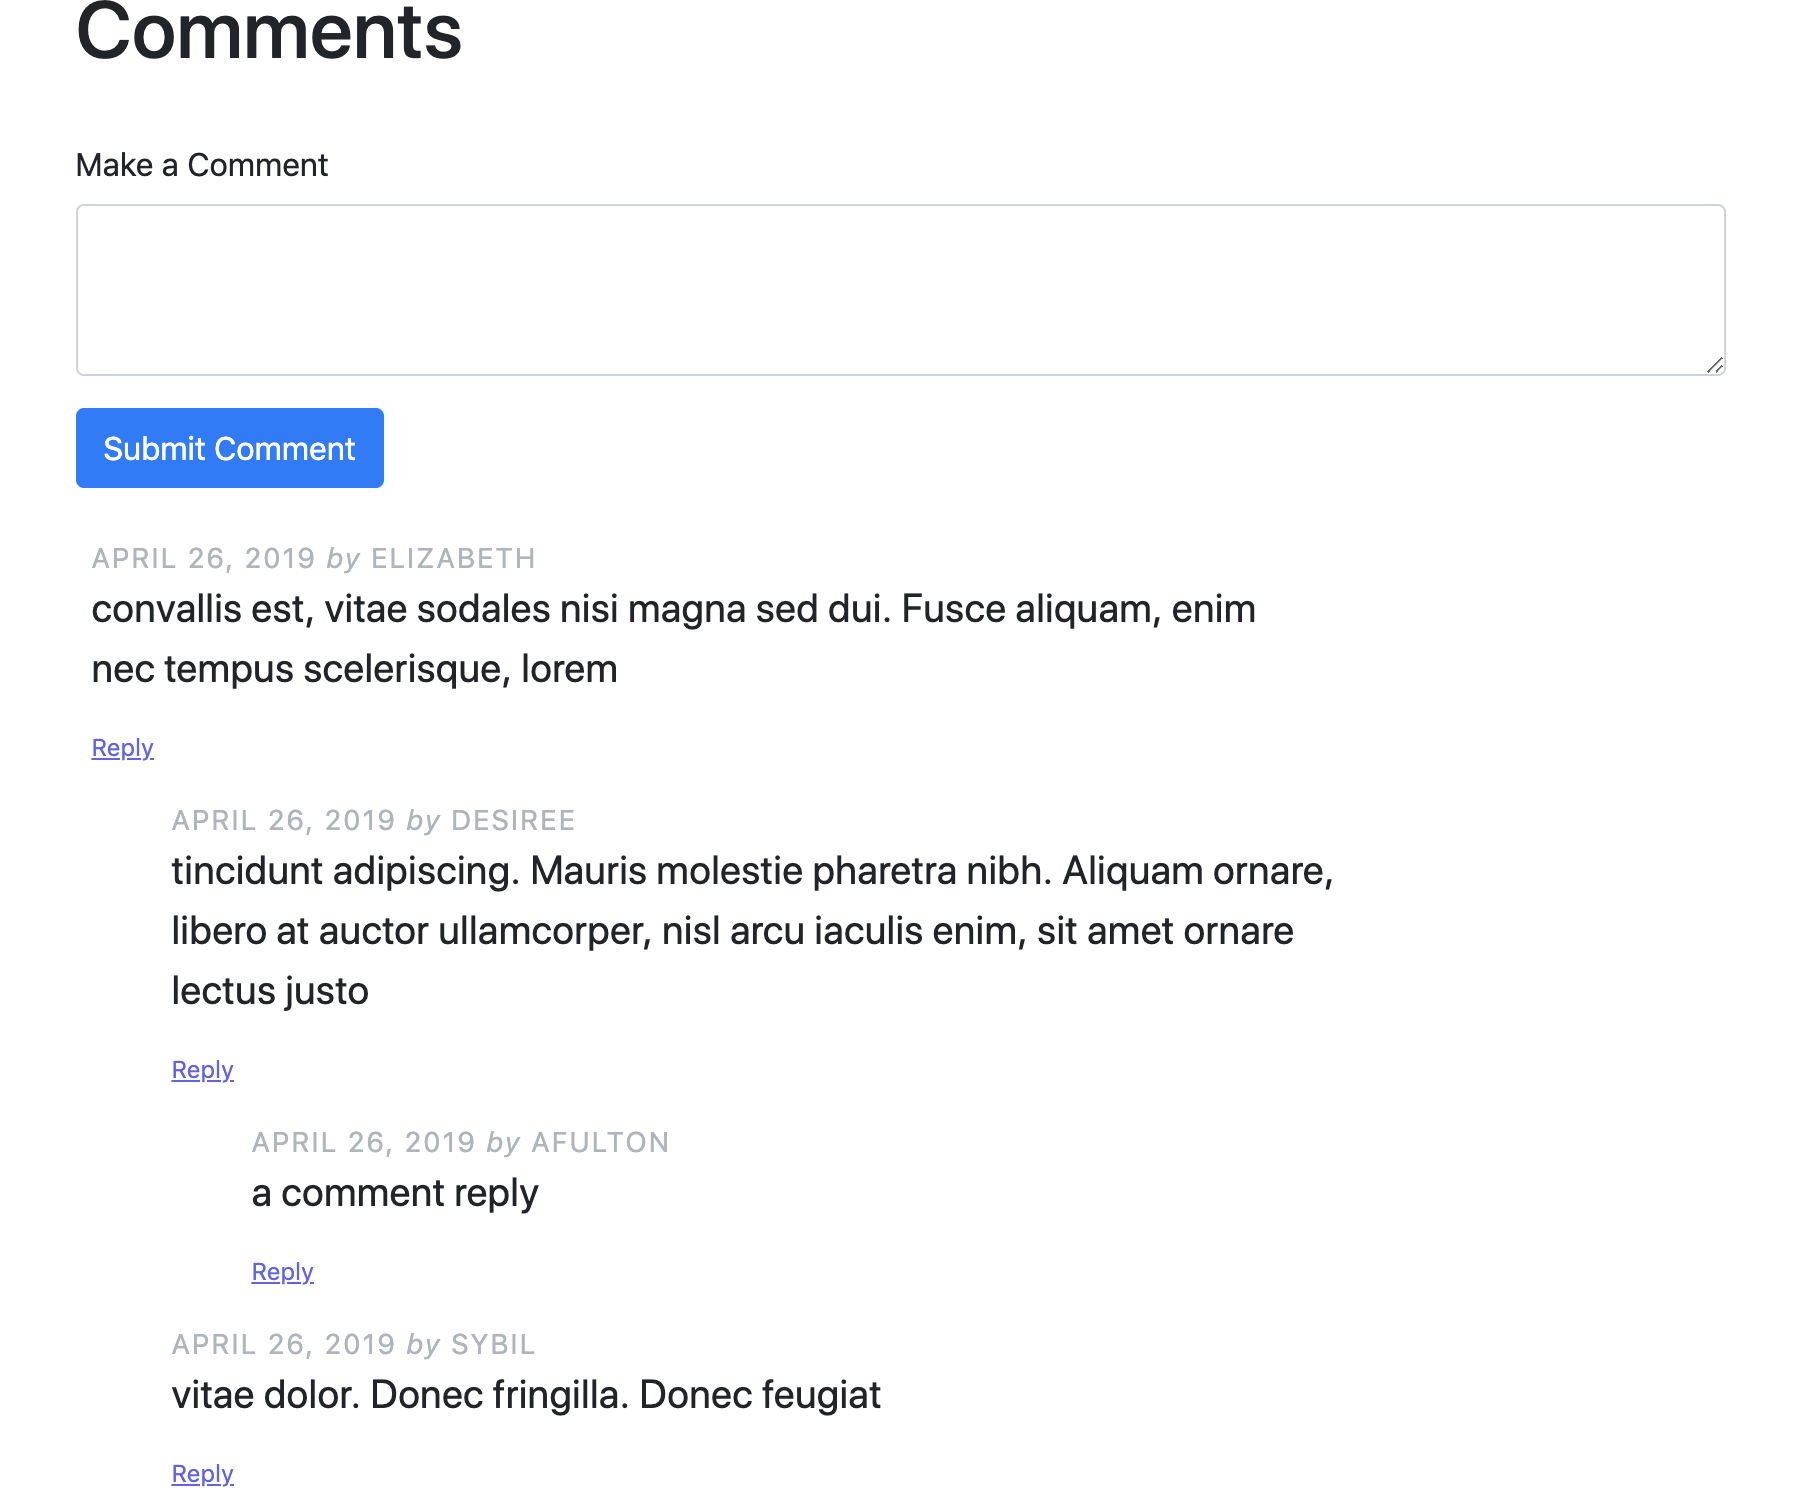 Comments
Make a Comment
Submit Comment
APRIL 26, 2019 by ELIZABETH
convallis est, vitae sodales nisi magna sed dui. Fusce aliquam, enim
nec tempus scelerisque, lorem
Reply
APRIL 26, 2019 by DESIREE
tincidunt adipiscing. Mauris molestie pharetra nibh. Aliquam ornare,
libero at auctor ullamcorper, nisl arcu iaculis enim, sit amet ornare
lectus justo
Reply
APRIL 26, 2019 by AFULTON
a comment reply
Reply
APRIL 26, 2019 by SYBIL
vitae dolor. Donec fringilla. Donec feugiat
Reply